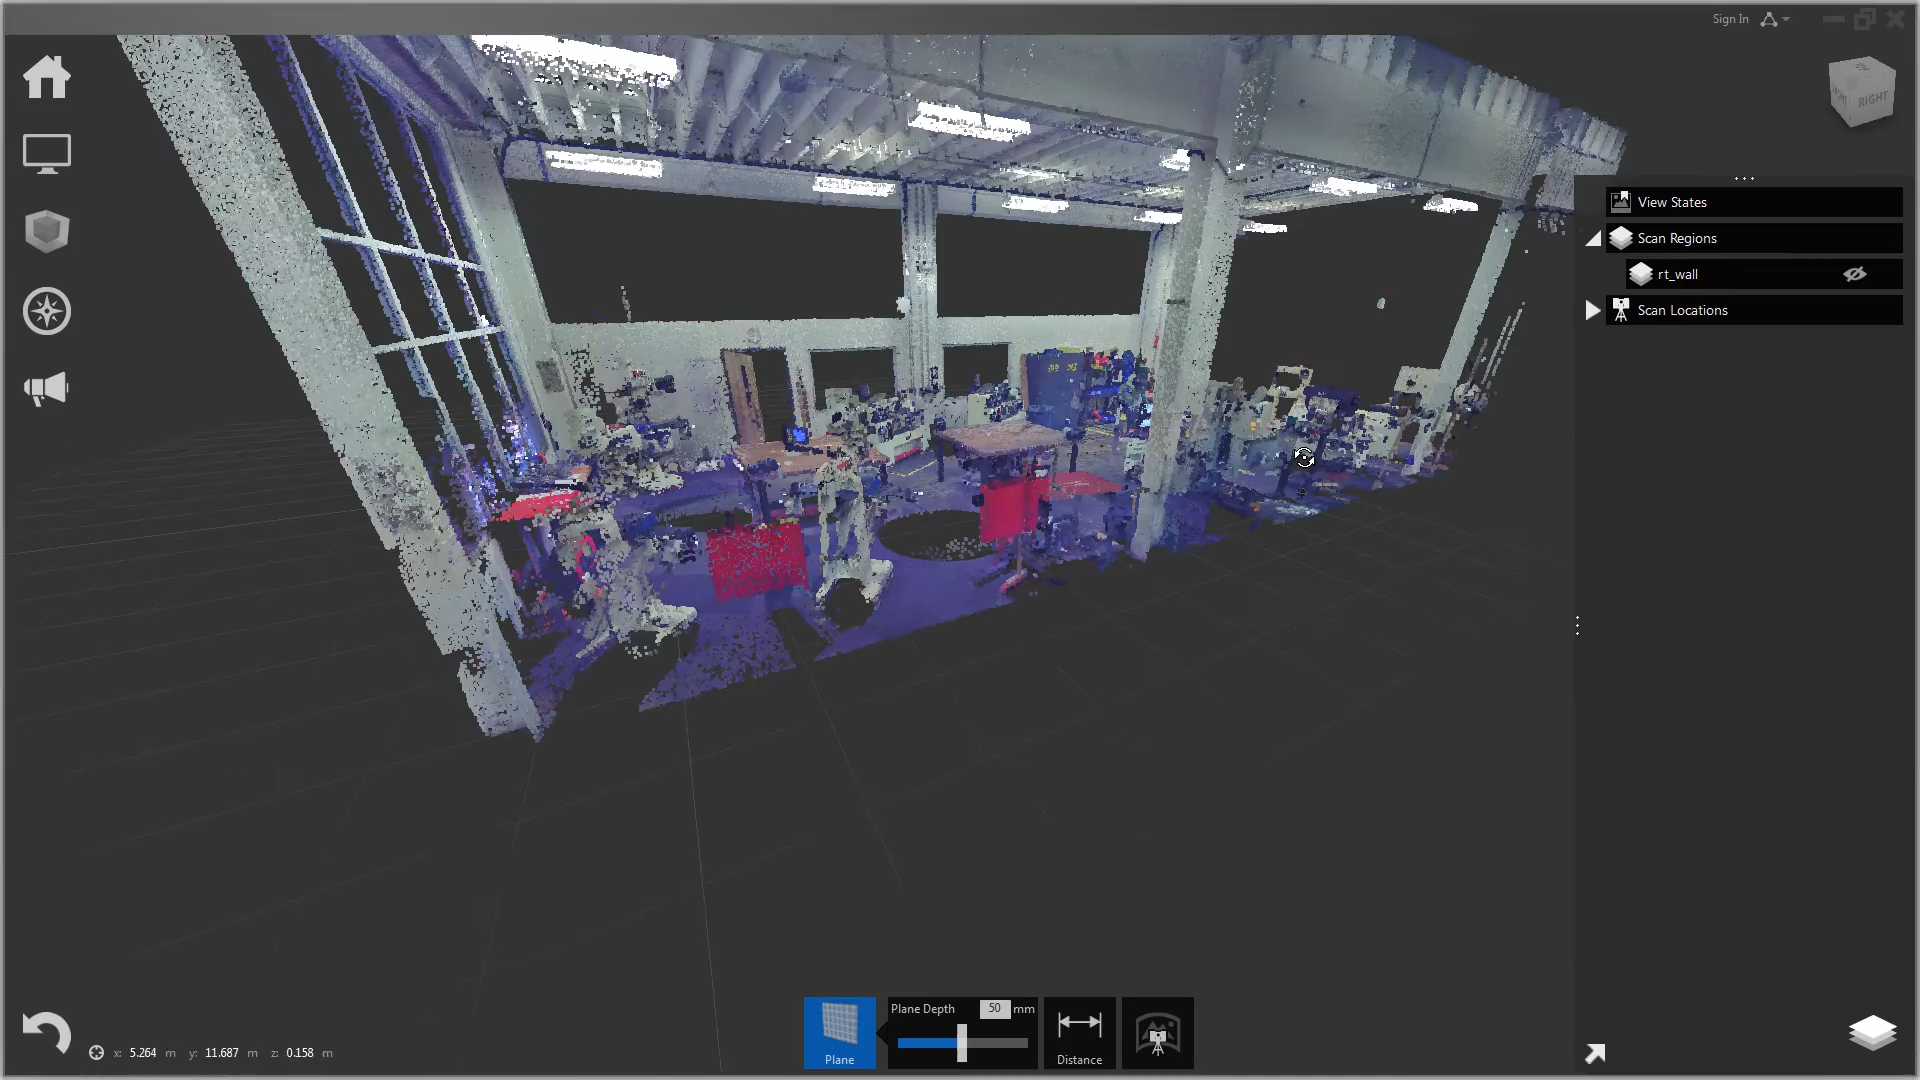 Sign In
RIGHT
View States
Scan Regions
rt_wall
Scan Locations
Plane
Plane Depth 50 mm
Distance
x: 5.264 m y: 11.687 m z: 0.158 m